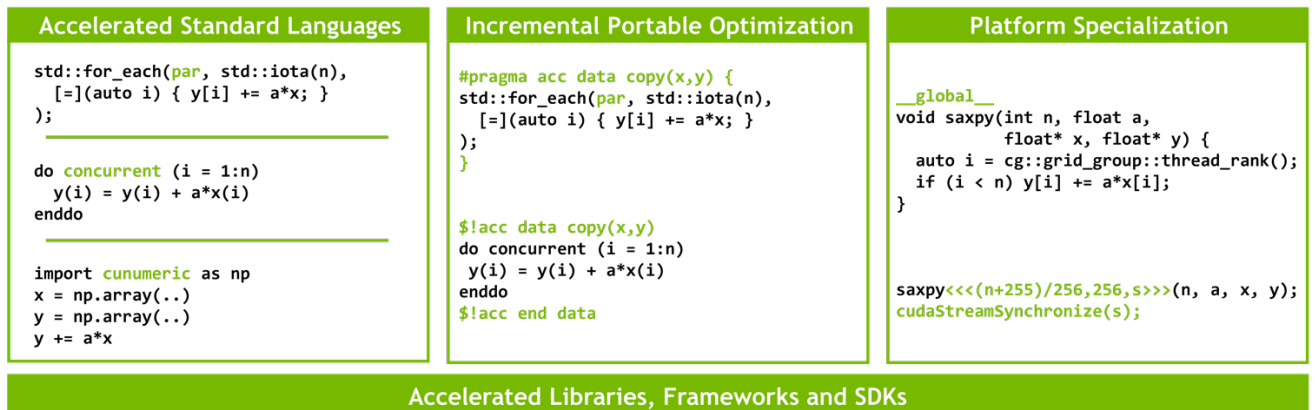 Accelerated Standard Languages
std::for_each(par, std::iota(n),
  [=](auto i) { y[i] += a*x; }
);
do concurrent (i = 1:n)
  y(i) = y(i) + a*x(i)
enddo
import cunumeric as np
x = np.array(..)
y = np.array(..)
y += a*x
Incremental Portable Optimization
#pragma acc data copy(x,y) {
std::for_each(par, std::iota(n),
  [=](auto i) { y[i] += a*x; }
);
}
$!acc data copy(x,y)
do concurrent (i = 1:n)
 y(i) = y(i) + a*x(i)
enddo
$!acc end data
Platform Specialization
__global__
void saxpy(int n, float a,
           float* x, float* y) {
  auto i = cg::grid_group::thread_rank();
  if (i < n) y[i] += a*x[i];
}
saxpy<<<(n+255)/256,256,s>>>(n, a, x, y);
cudaStreamSynchronize(s);
Accelerated Libraries, Frameworks and SDKs